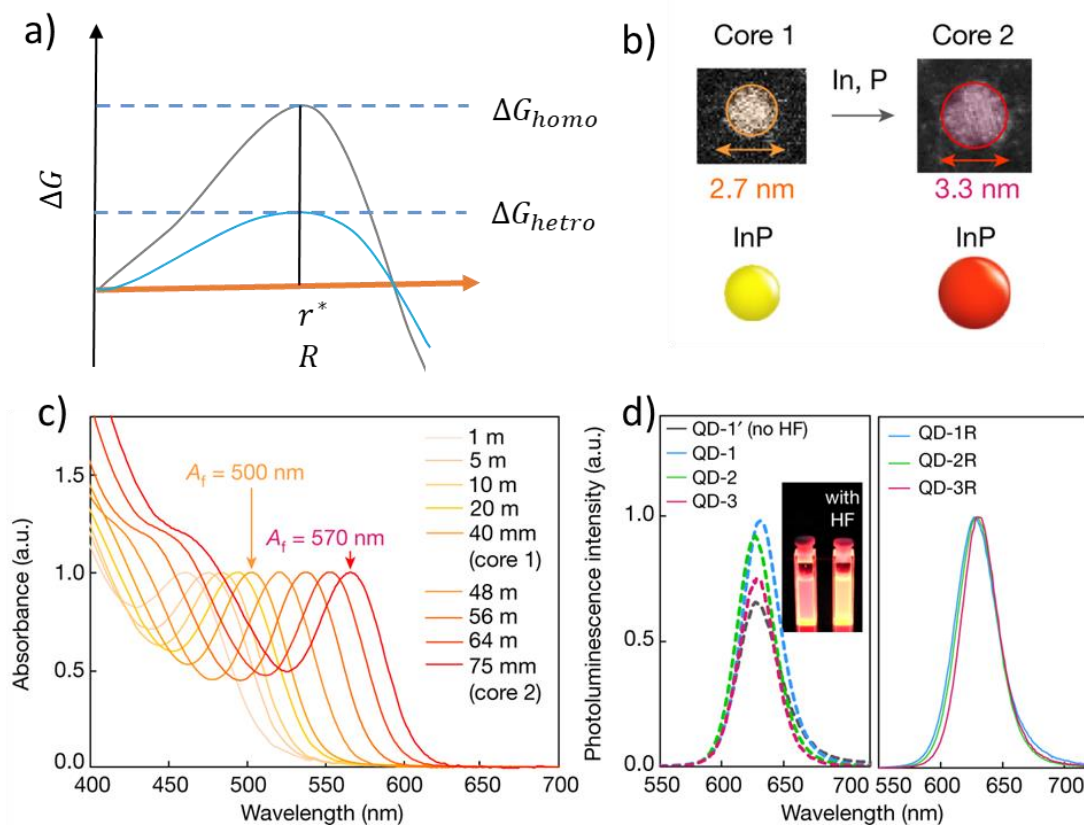 a)
ΔG
ΔG_homo
ΔG_hetro
r*
R
b)
Core 1
In, P
Core 2
2.7 nm
3.3 nm
InP
InP
c)
Absorbance (a.u.)
1.5
1.0
0.5
0.0
A_f = 500 nm
A_f = 570 nm
1 m
5 m
10 m
20 m
40 mm
(core 1)
48 m
56 m
64 m
75 mm
(core 2)
400 450 500 550 600 650 700
Wavelength (nm)
d)
Photoluminescence intensity (a.u.)
1.0
0.5
0.0
QD-1′ (no HF)
QD-1
QD-2
QD-3
with
HF
QD-1R
QD-2R
QD-3R
550 600 650 700
550 600 650 700
Wavelength (nm)